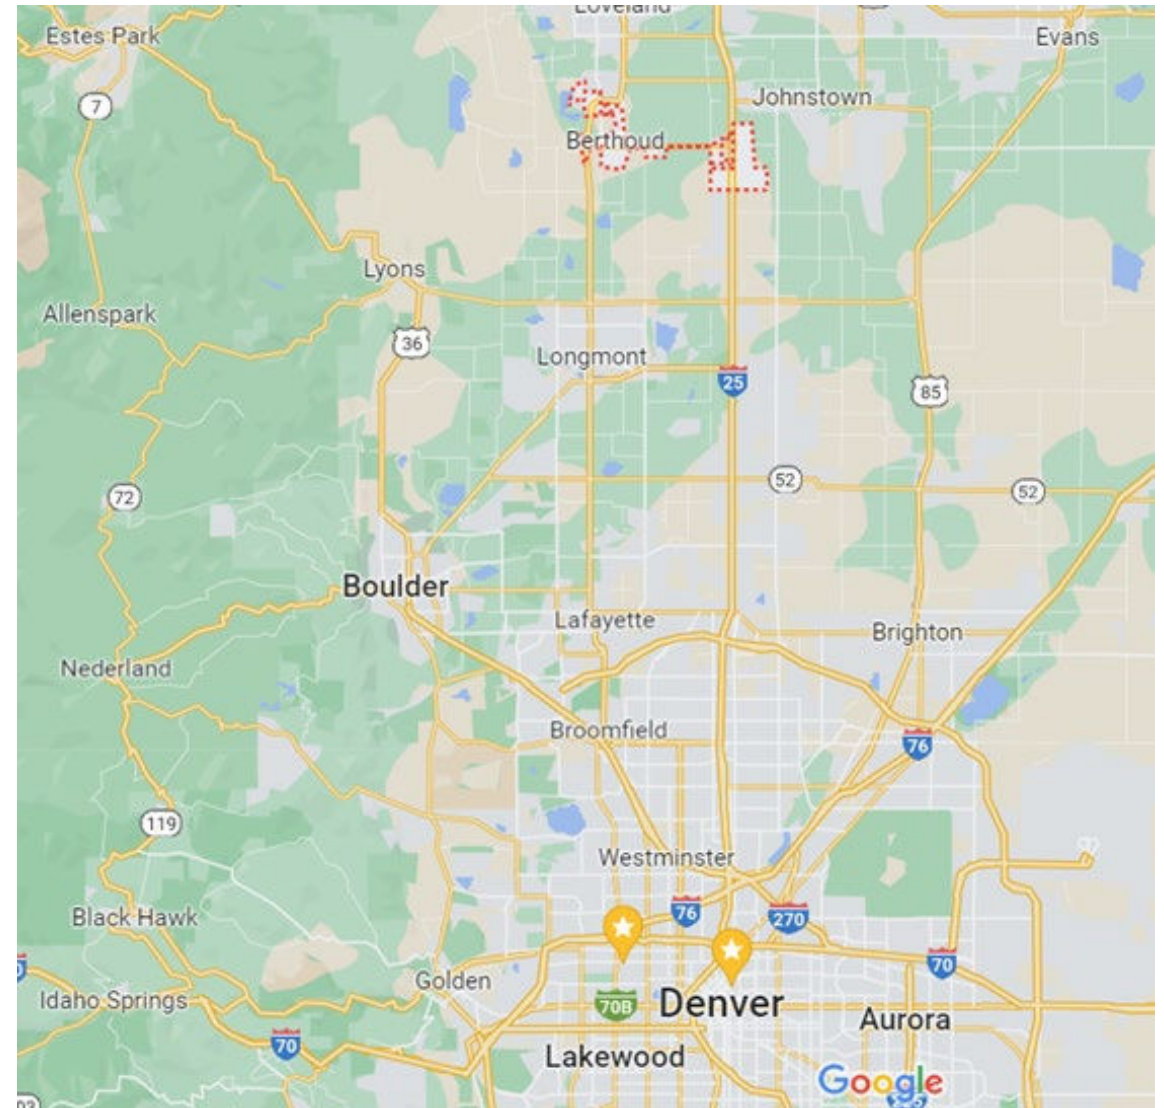 Loveland
Estes Park
Evans
7
Johnstown
Berthoud
Lyons
Allenspark
36
Longmont
25
85
52
52
72
Boulder
Lafayette
Brighton
Nederland
Broomfield
76
119
Westminster
76
270
Black Hawk
70
Golden
Idaho Springs
70B
Denver
Aurora
70
Lakewood
Google